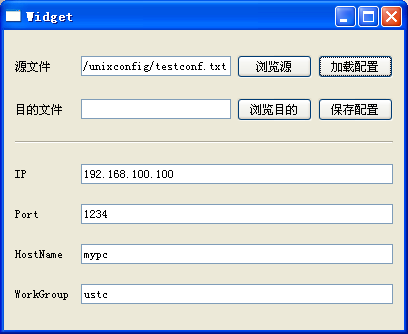 Widget
源文件 /unixconfig/testconf.txt 浏览源 加载配置
目的文件 浏览目的 保存配置
IP 192.168.100.100
Port 1234
HostName mypc
WorkGroup ustc